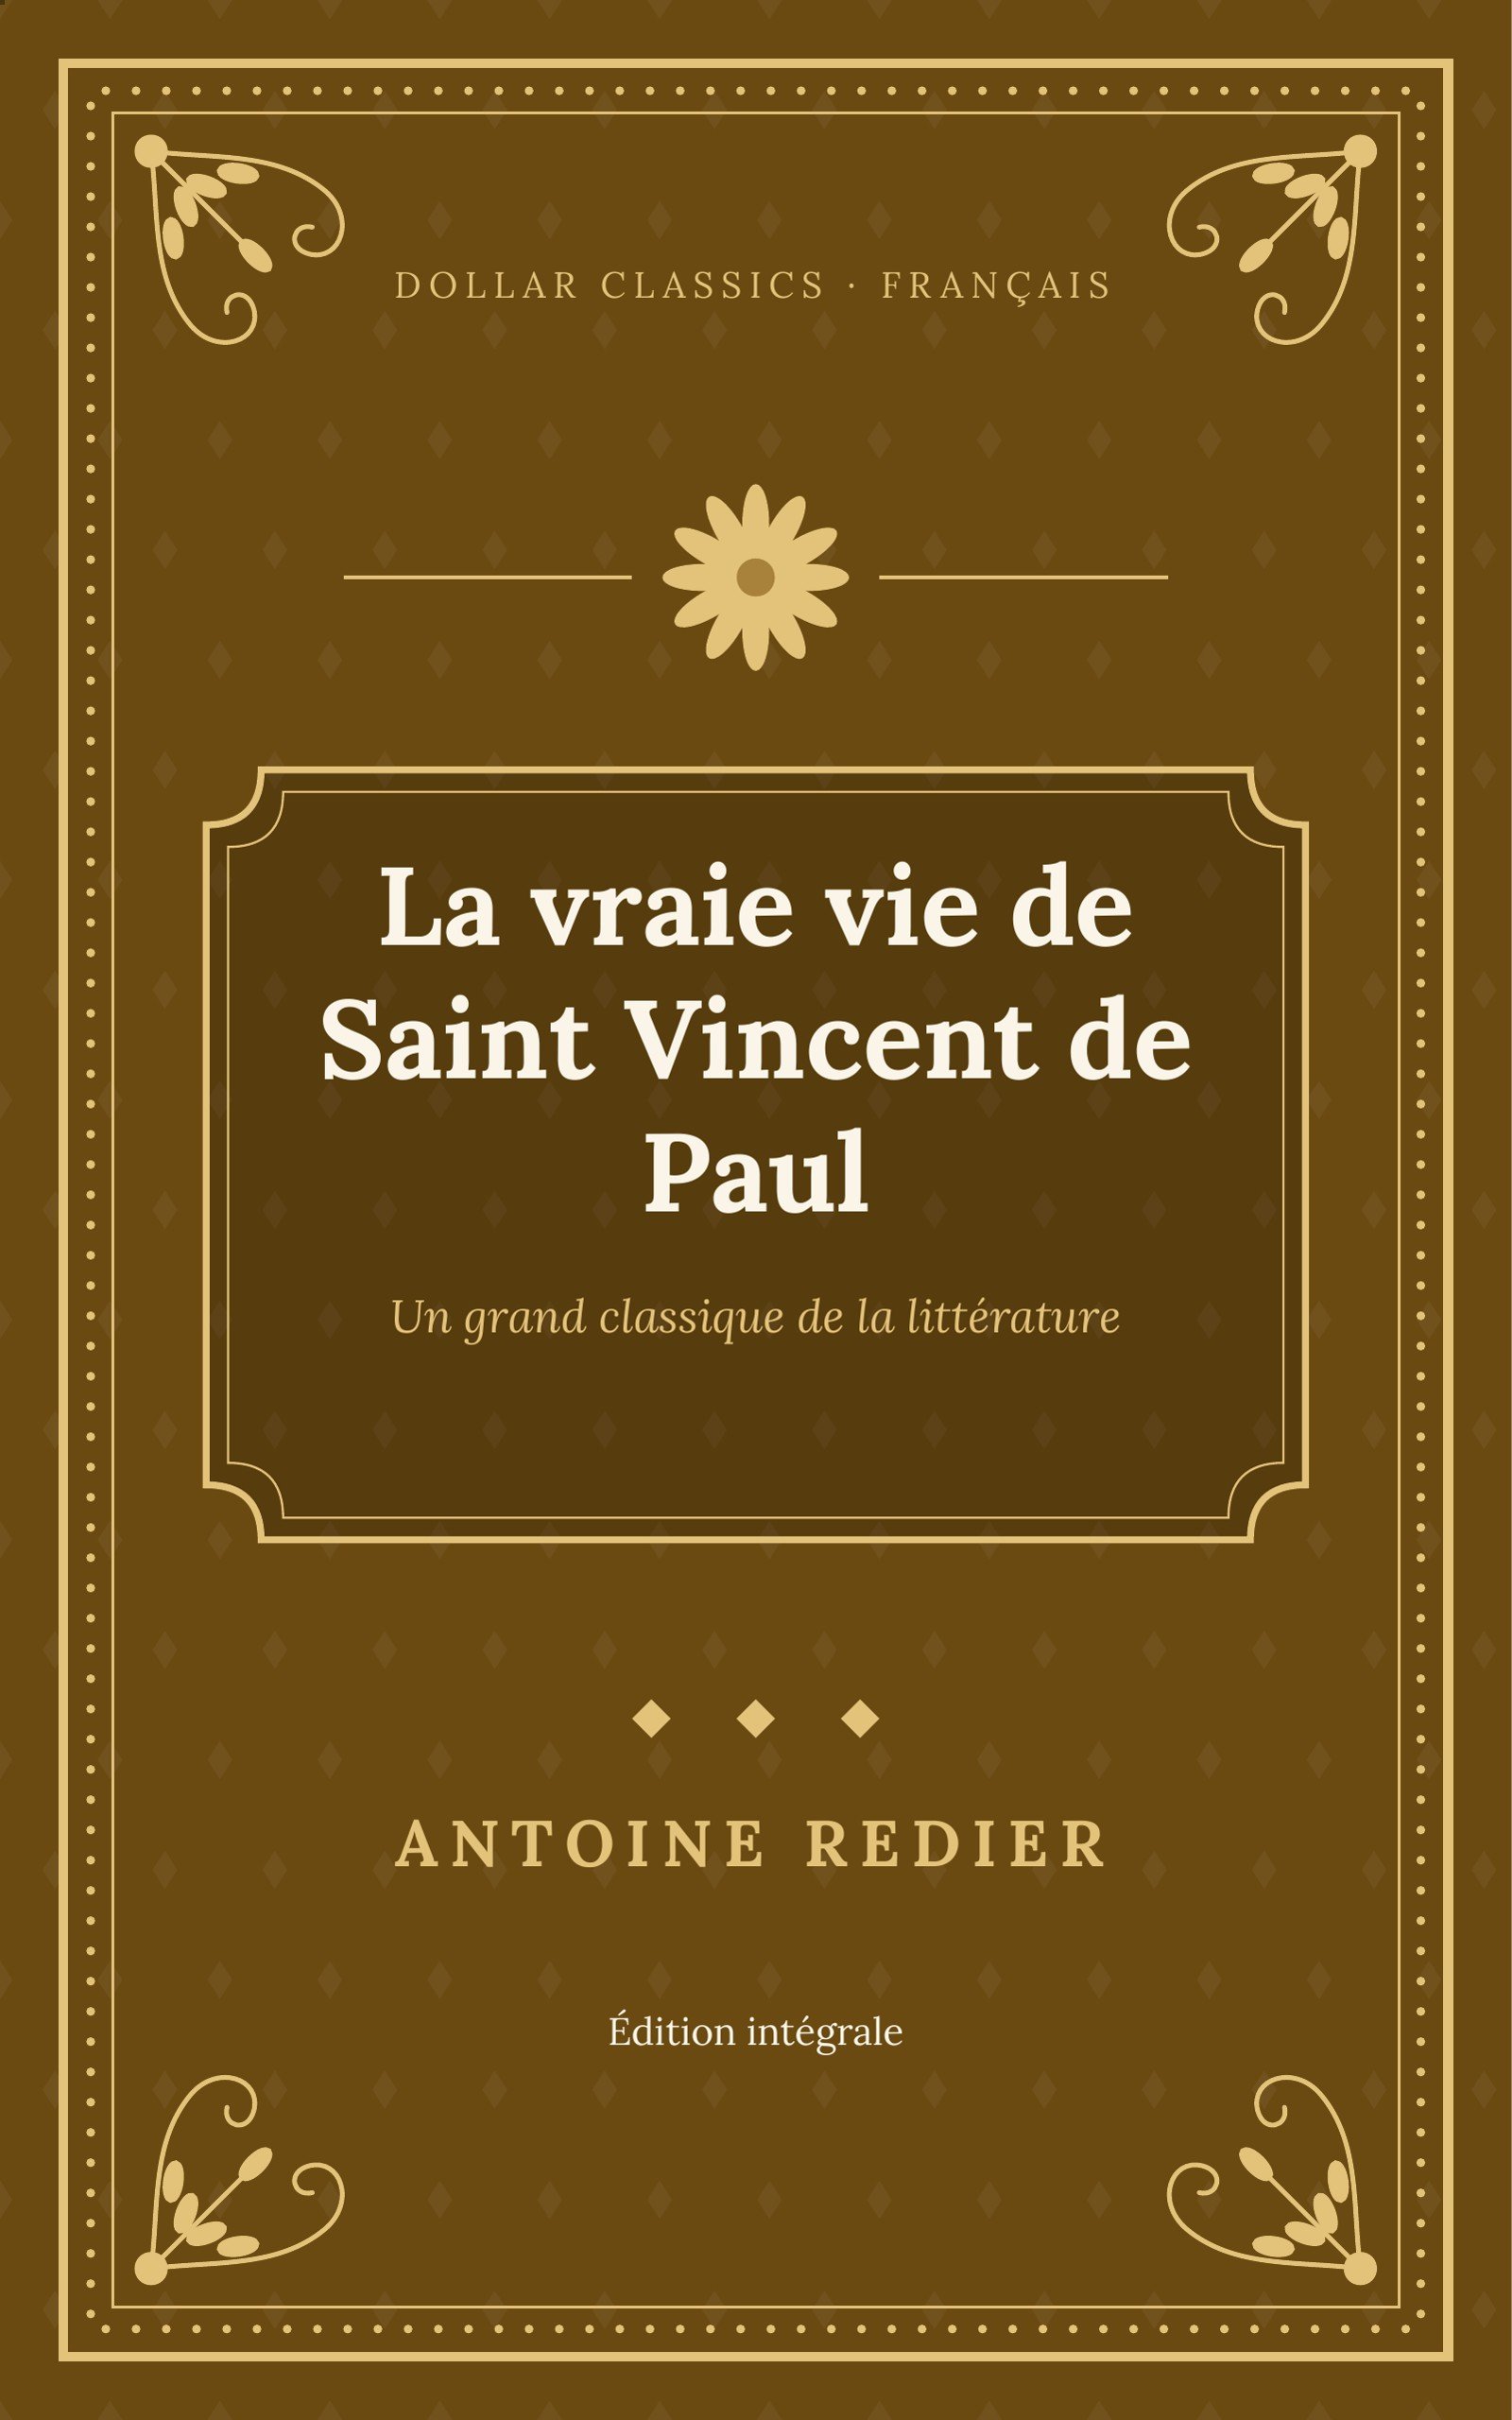 DOLLAR CLASSICS · FRANÇAIS
La vraie vie de
Saint Vincent de
Paul
Un grand classique de la littérature
ANTOINE REDIER
Édition intégrale